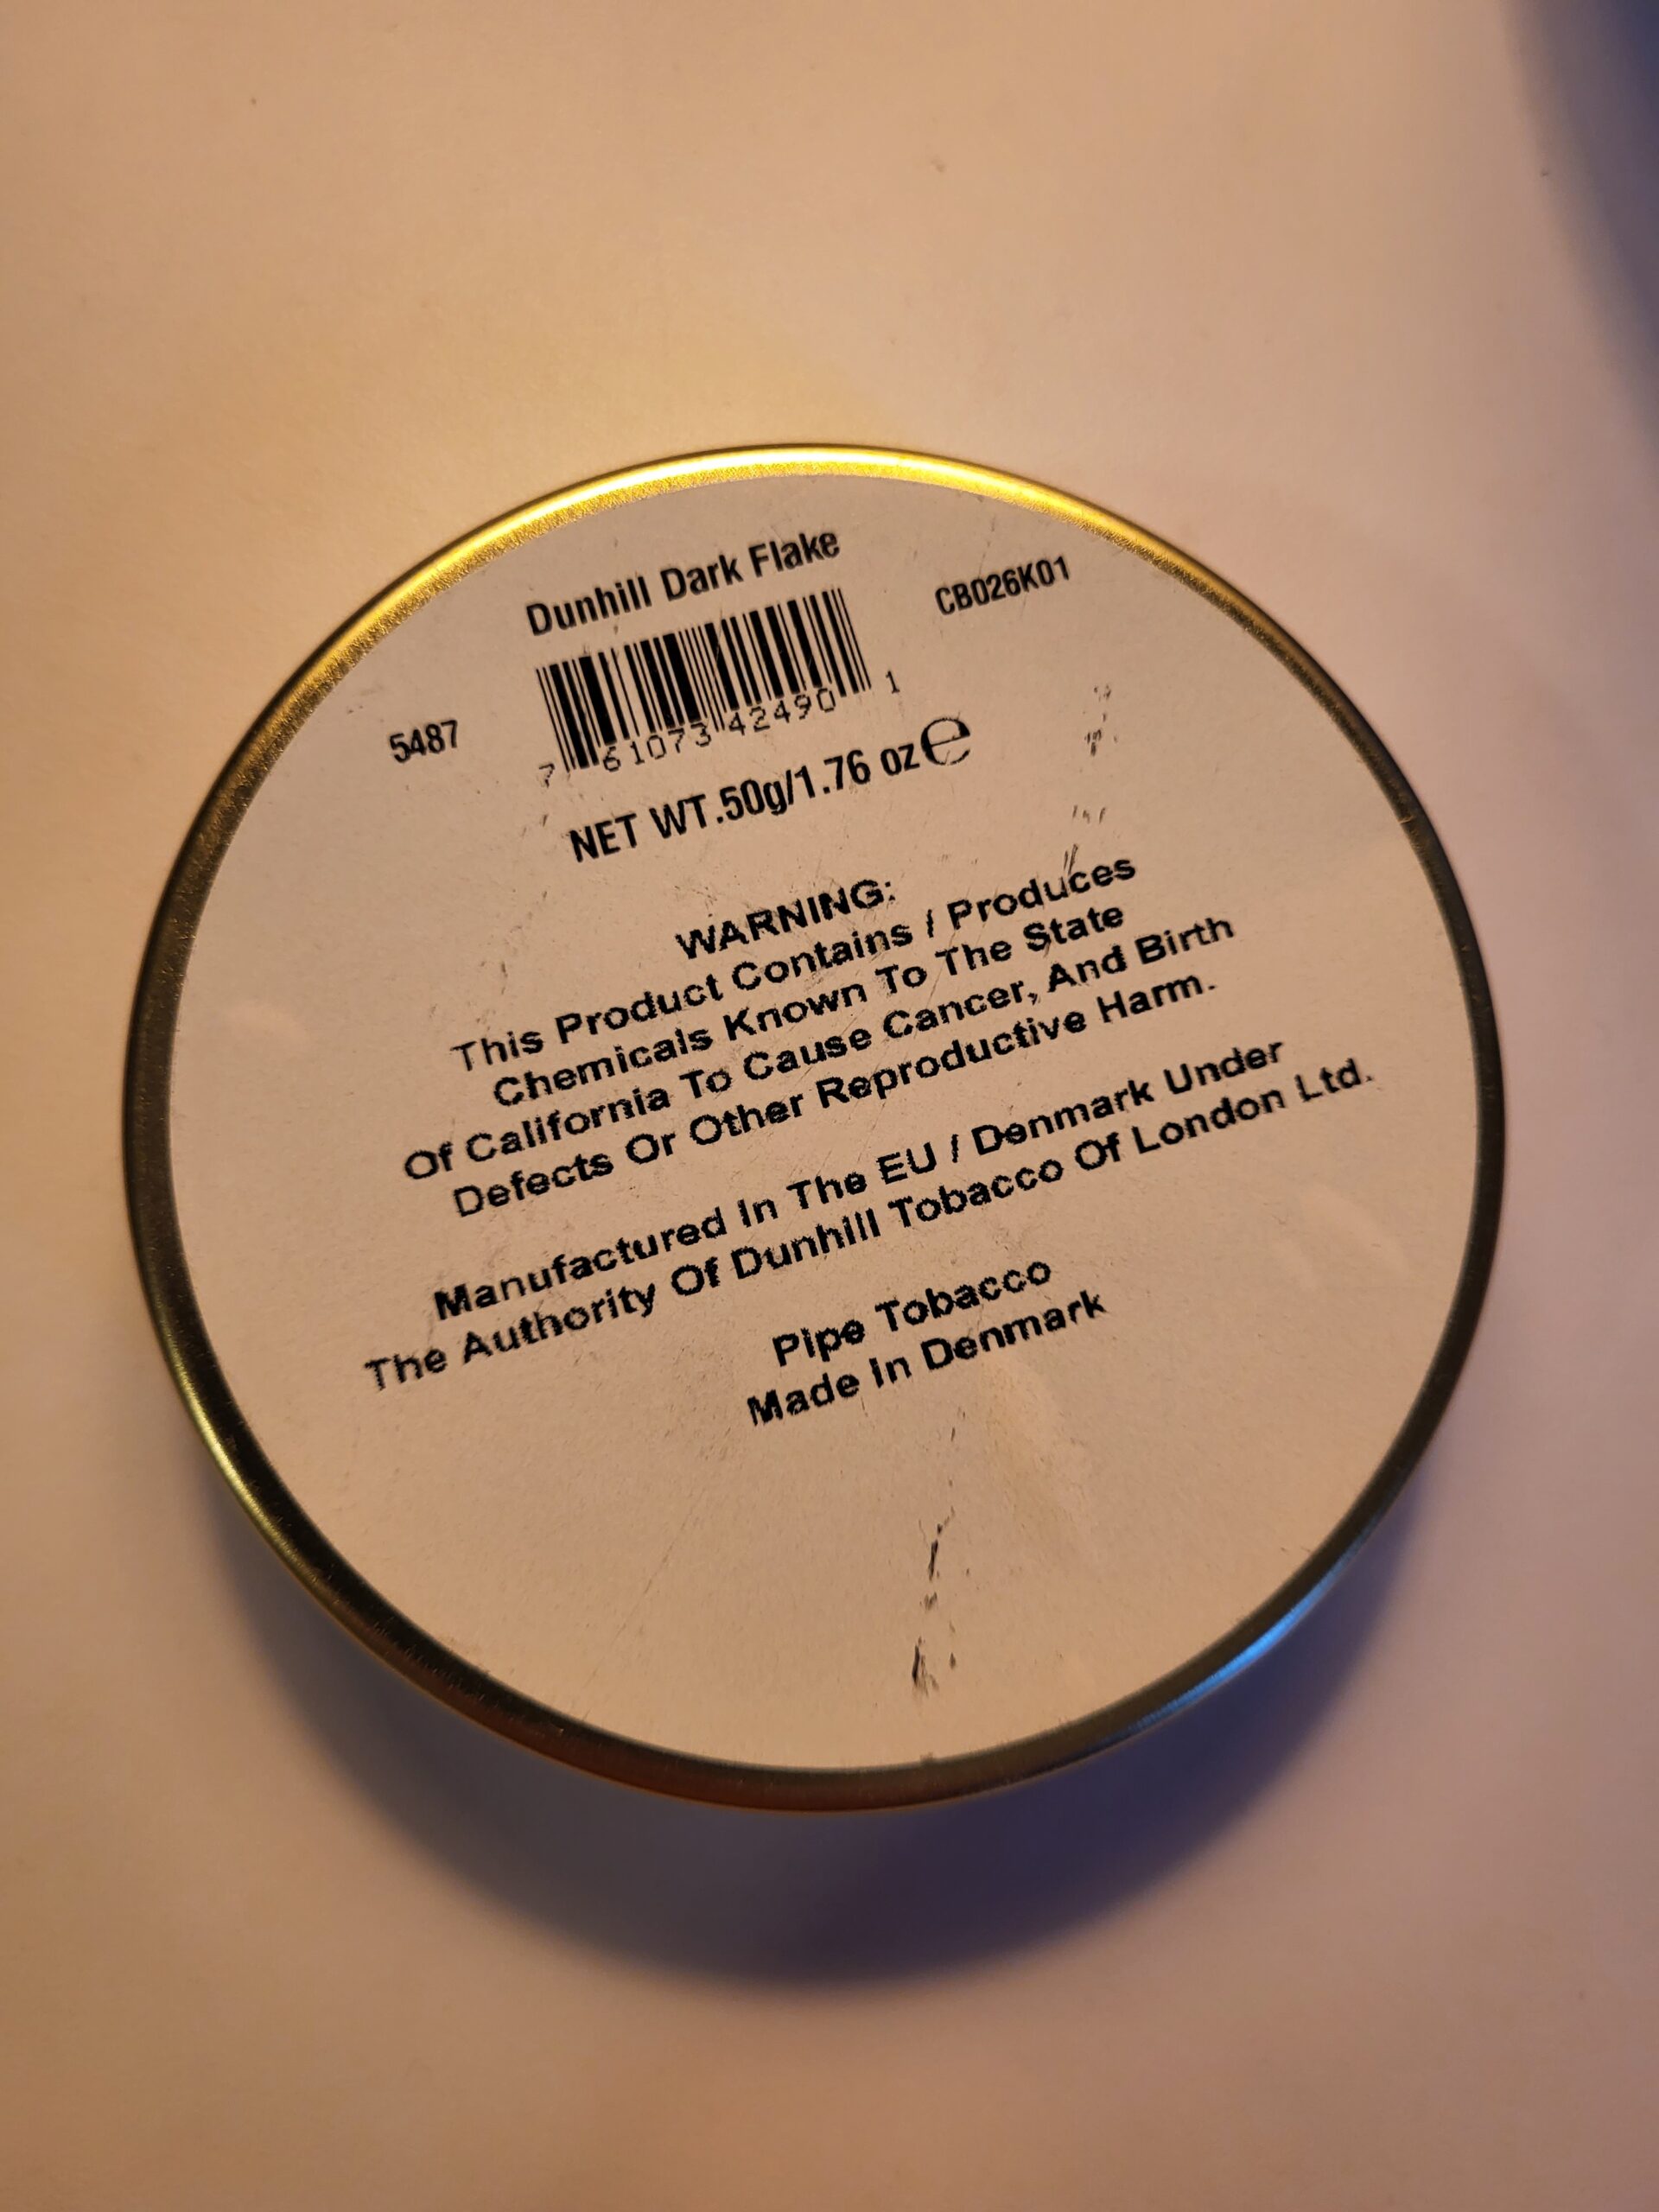 Dunhill Dark Flake
CB026K01
5487
7 61073 42490 1
NET WT.50g/1.76 oz℮
WARNING:
This Product Contains / Produces
Chemicals Known To The State
Of California To Cause Cancer, And Birth
Defects Or Other Reproductive Harm.
Manufactured In The EU / Denmark Under
The Authority Of Dunhill Tobacco Of London Ltd.
Pipe Tobacco
Made In Denmark